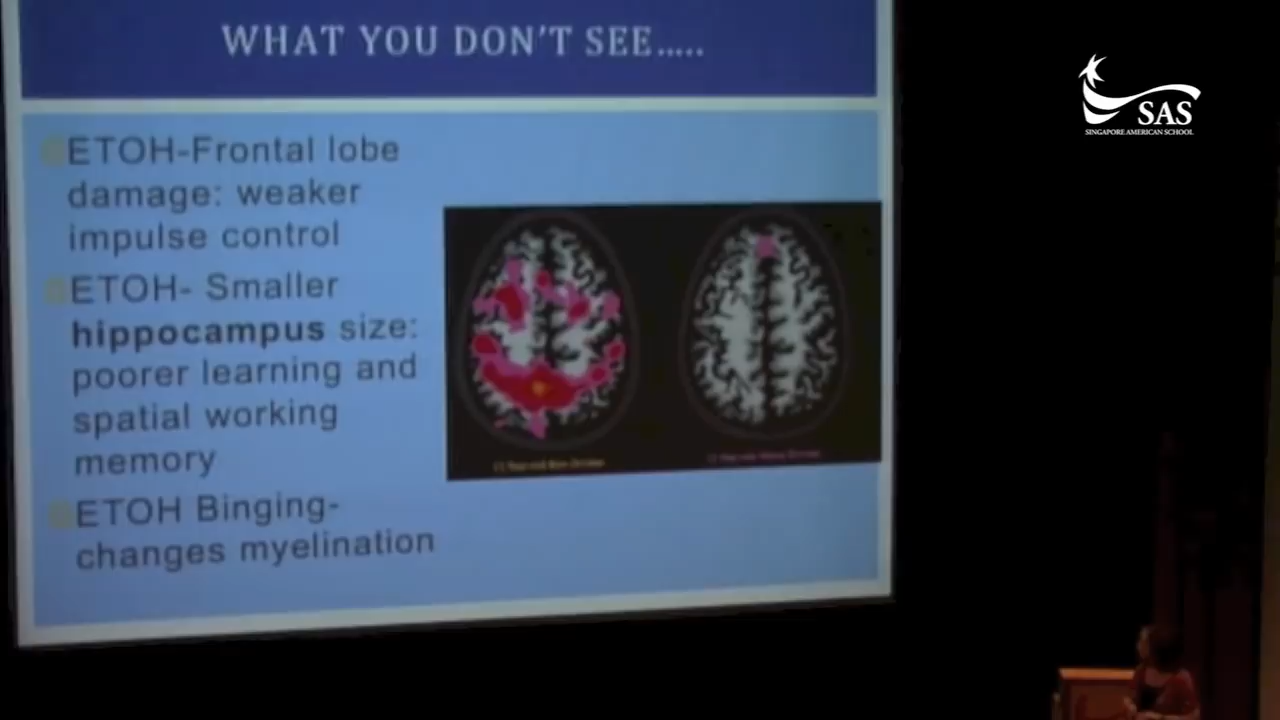 WHAT YOU DON'T SEE.....
SAS
SINGAPORE AMERICAN SCHOOL
ETOH-Frontal lobe
damage: weaker
impulse control
ETOH- Smaller
hippocampus size:
poorer learning and
spatial working
memory
ETOH Binging-
changes myelination